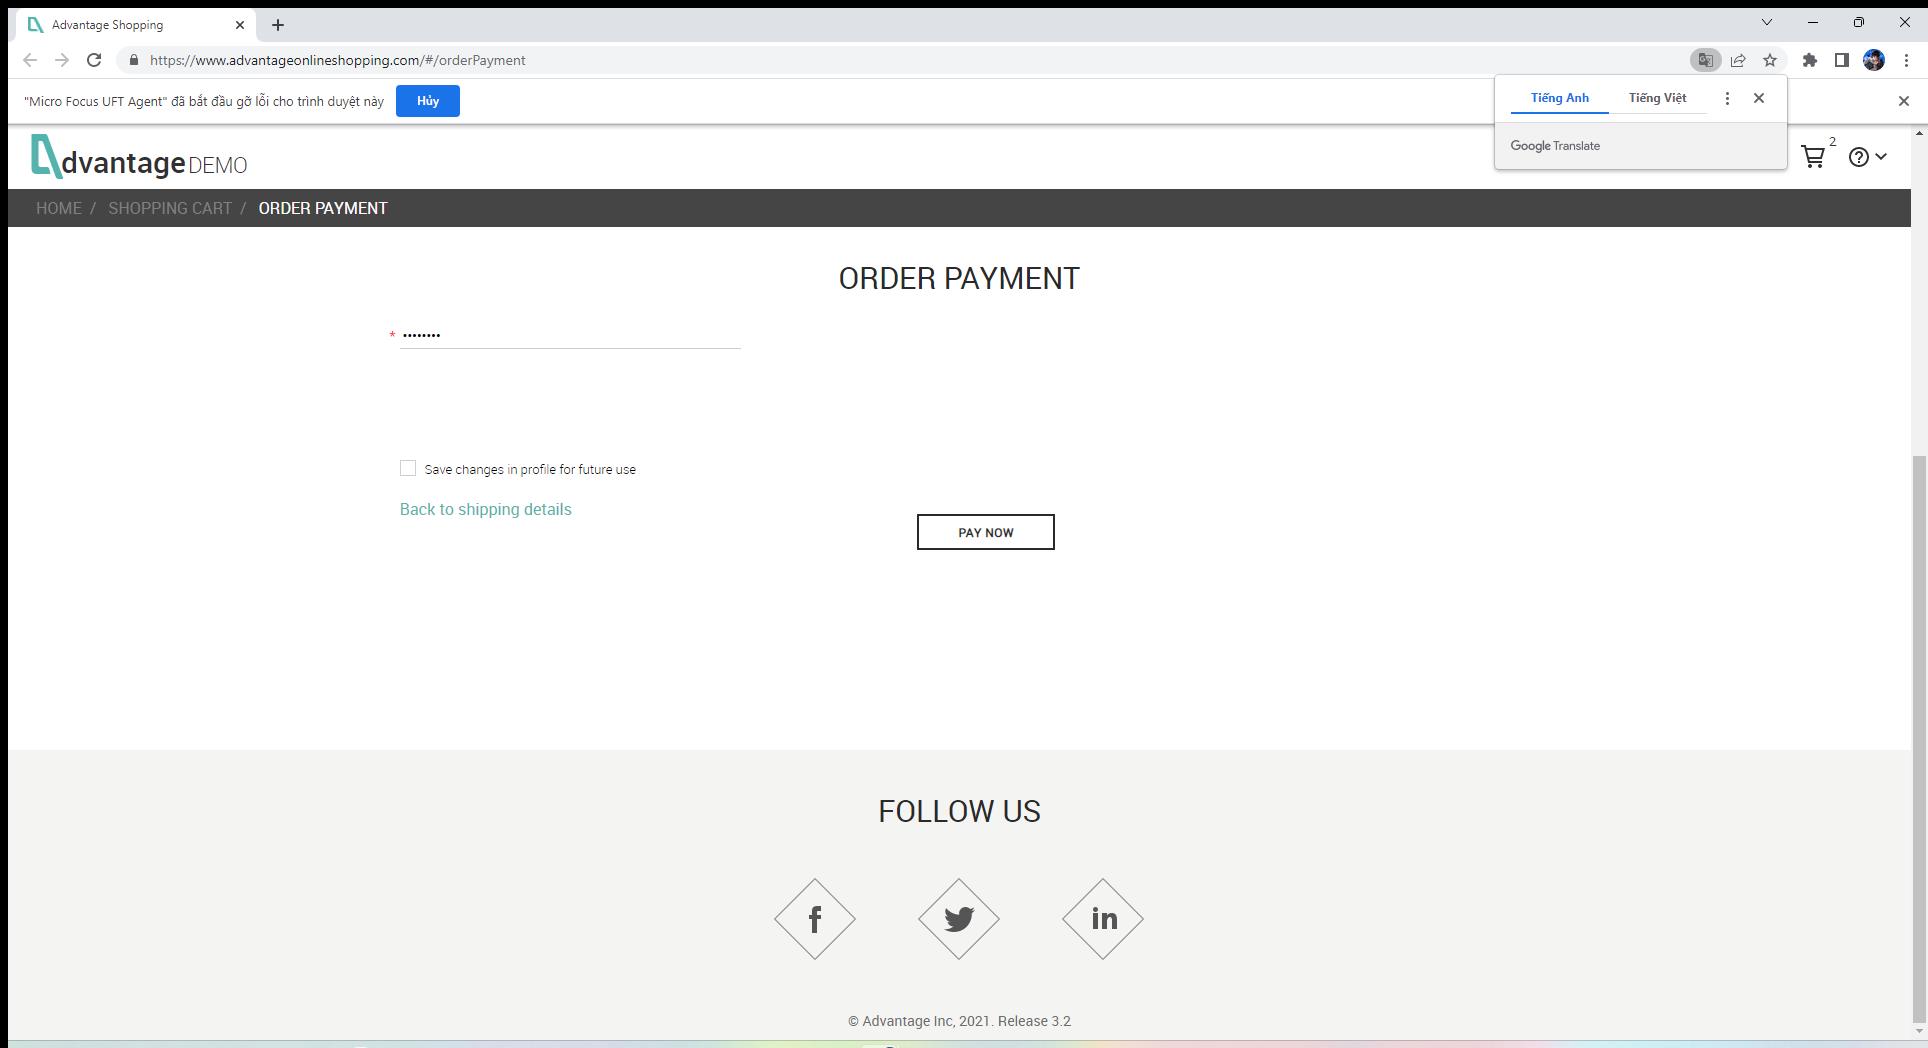 Advantage Shopping
https://www.advantageonlineshopping.com/#/orderPayment
"Micro Focus UFT Agent" đã bắt đầu gỡ lỗi cho trình duyệt này
Hủy
Tiếng Anh
Tiếng Việt
Google Translate
dvantage DEMO
2
HOME / SHOPPING CART / ORDER PAYMENT
ORDER PAYMENT
* ••••••••
Save changes in profile for future use
Back to shipping details
PAY NOW
FOLLOW US
f
in
© Advantage Inc, 2021. Release 3.2